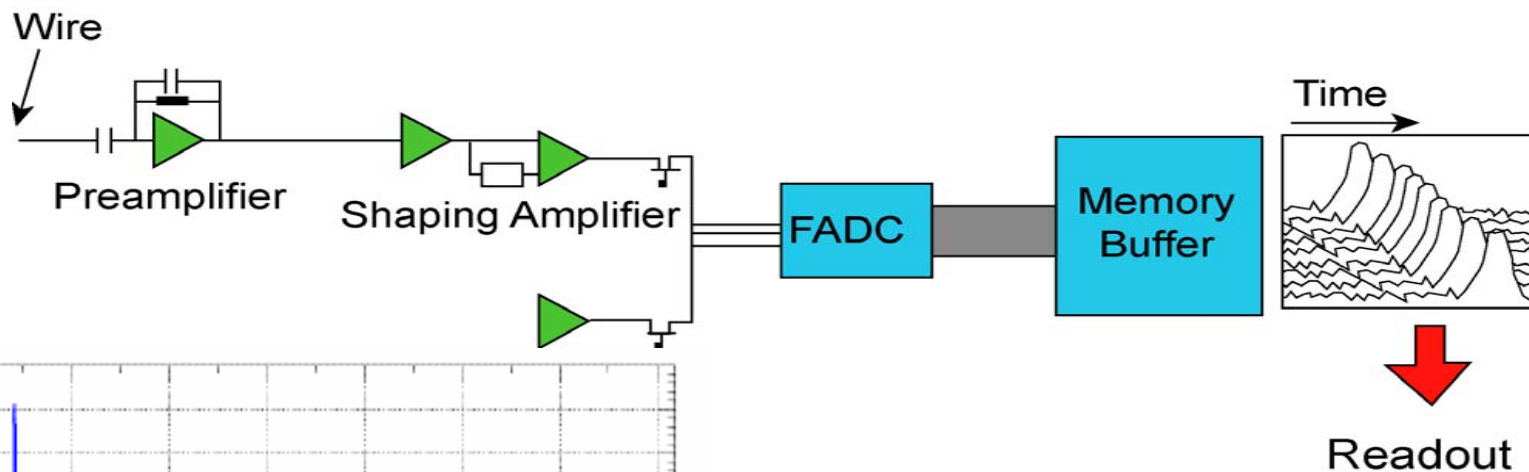 Wire
Time
Preamplifier
Shaping Amplifier
FADC
Memory
Buffer
Readout